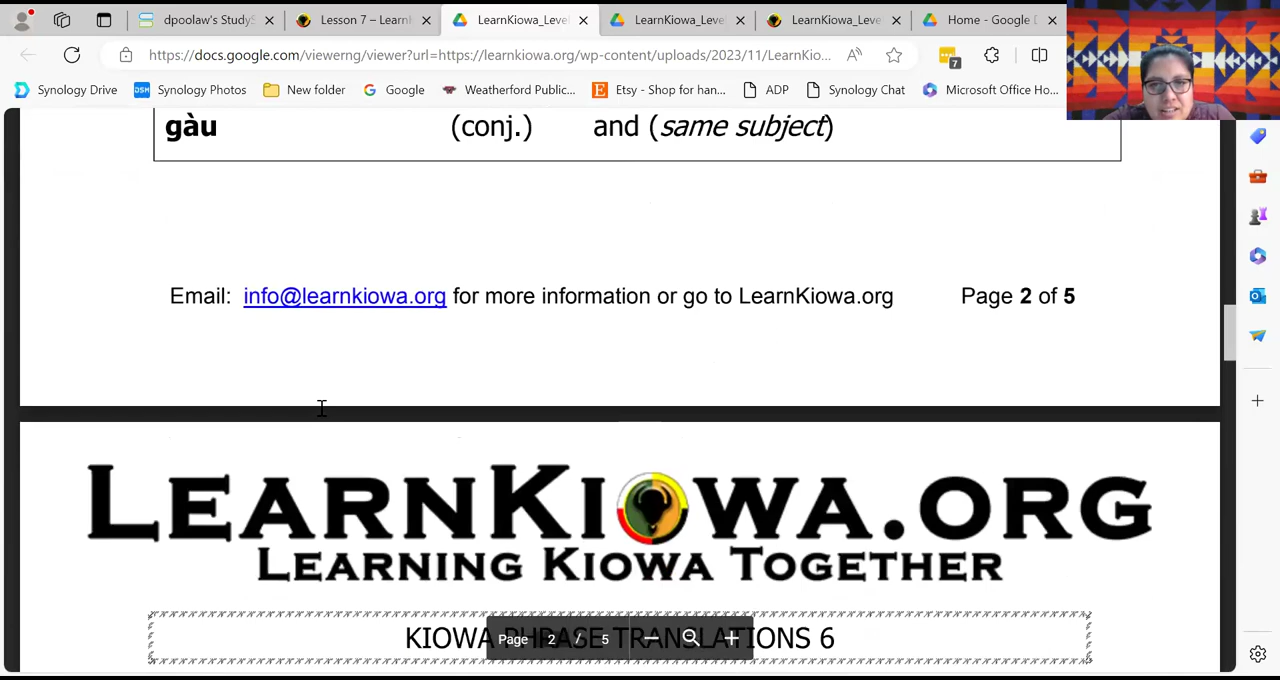 dpoolaw's StudyS
Lesson 7 – Learn
LearnKiowa_Level
LearnKiowa_Leve
LearnKiowa_Leve
Home - Google D
https://docs.google.com/viewerng/viewer?url=https://learnkiowa.org/wp-content/uploads/2023/11/LearnKio...
7
Synology Drive
Synology Photos
New folder
Google
Weatherford Public...
Etsy - Shop for han...
ADP
Synology Chat
Microsoft Office Ho...
gàu (conj.) and (same subject)
Email: info@learnkiowa.org for more information or go to LearnKiowa.org Page 2 of 5
LEARNKIOWA.ORG
LEARNING KIOWA TOGETHER
KIOWA PHRASE TRANSLATIONS 6
Page 2 / 5